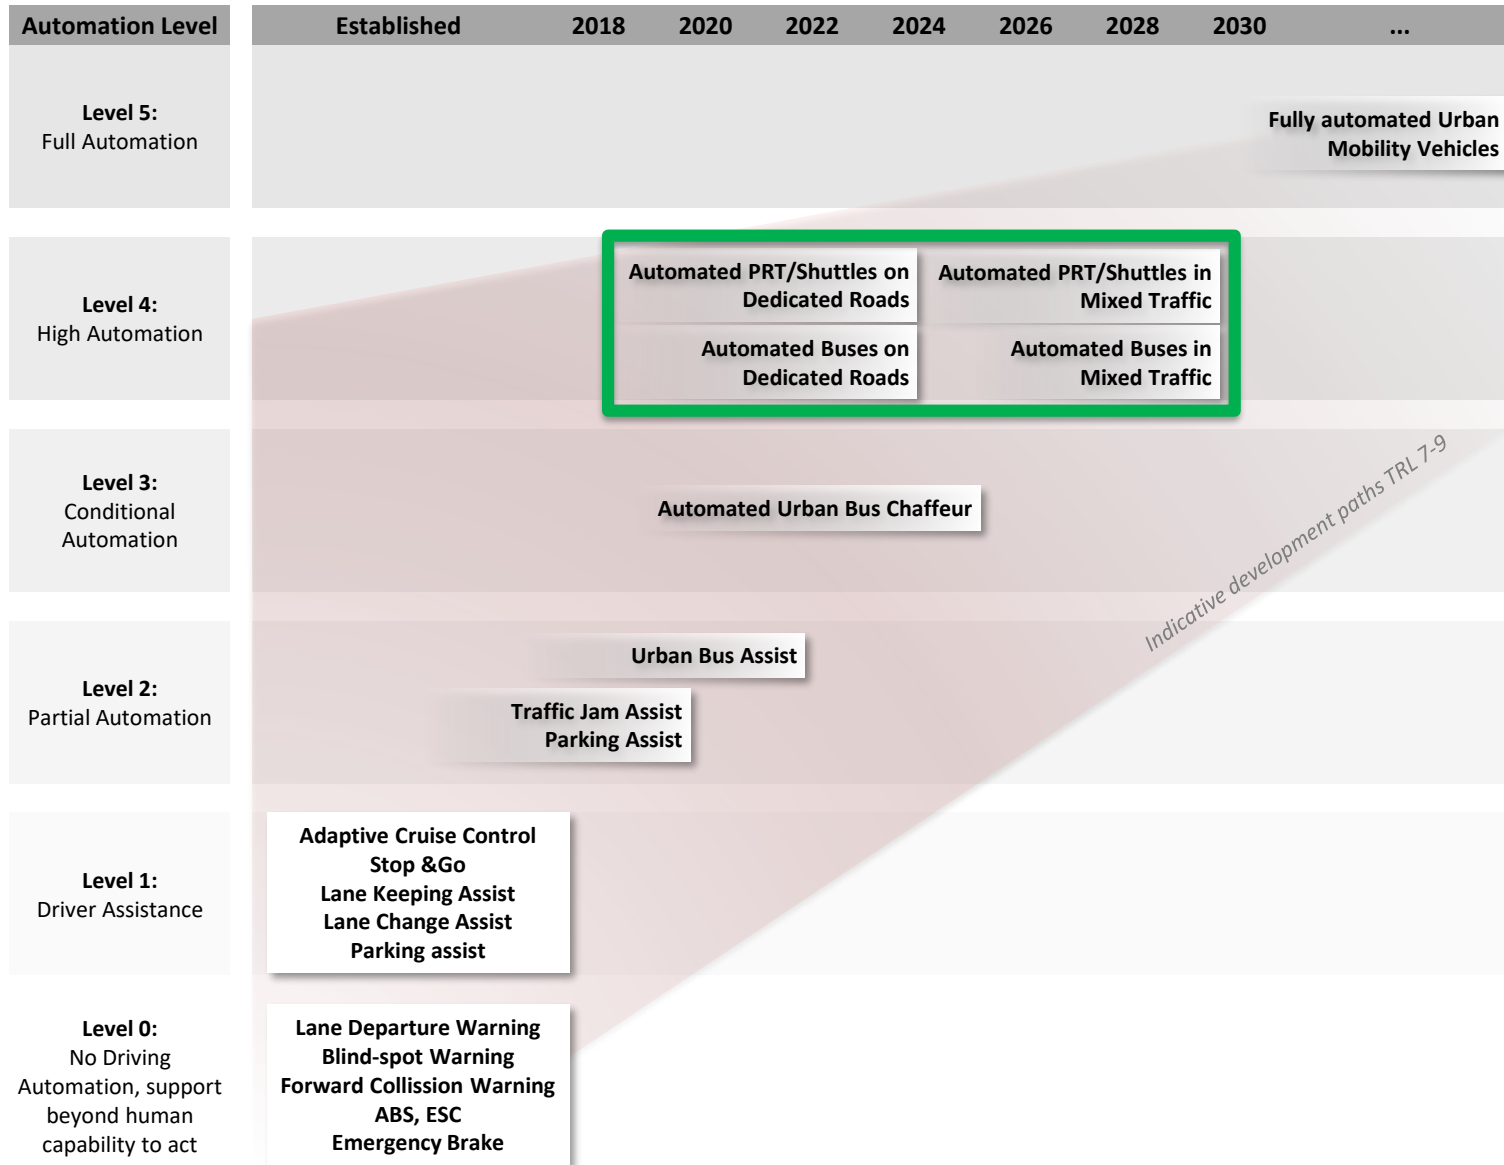 Automation Level Established 2018 2020 2022 2024 2026 2028 2030 ...
Level 5:
Full Automation
Fully automated Urban
Mobility Vehicles
Level 4:
High Automation
Automated PRT/Shuttles on
Dedicated Roads
Automated PRT/Shuttles in
Mixed Traffic
Automated Buses on
Dedicated Roads
Automated Buses in
Mixed Traffic
Level 3:
Conditional
Automation
Automated Urban Bus Chaffeur
Indicative development paths TRL 7-9
Level 2:
Partial Automation
Urban Bus Assist
Traffic Jam Assist
Parking Assist
Level 1:
Driver Assistance
Adaptive Cruise Control
Stop &Go
Lane Keeping Assist
Lane Change Assist
Parking assist
Level 0:
No Driving
Automation, support
beyond human
capability to act
Lane Departure Warning
Blind-spot Warning
Forward Collission Warning
ABS, ESC
Emergency Brake